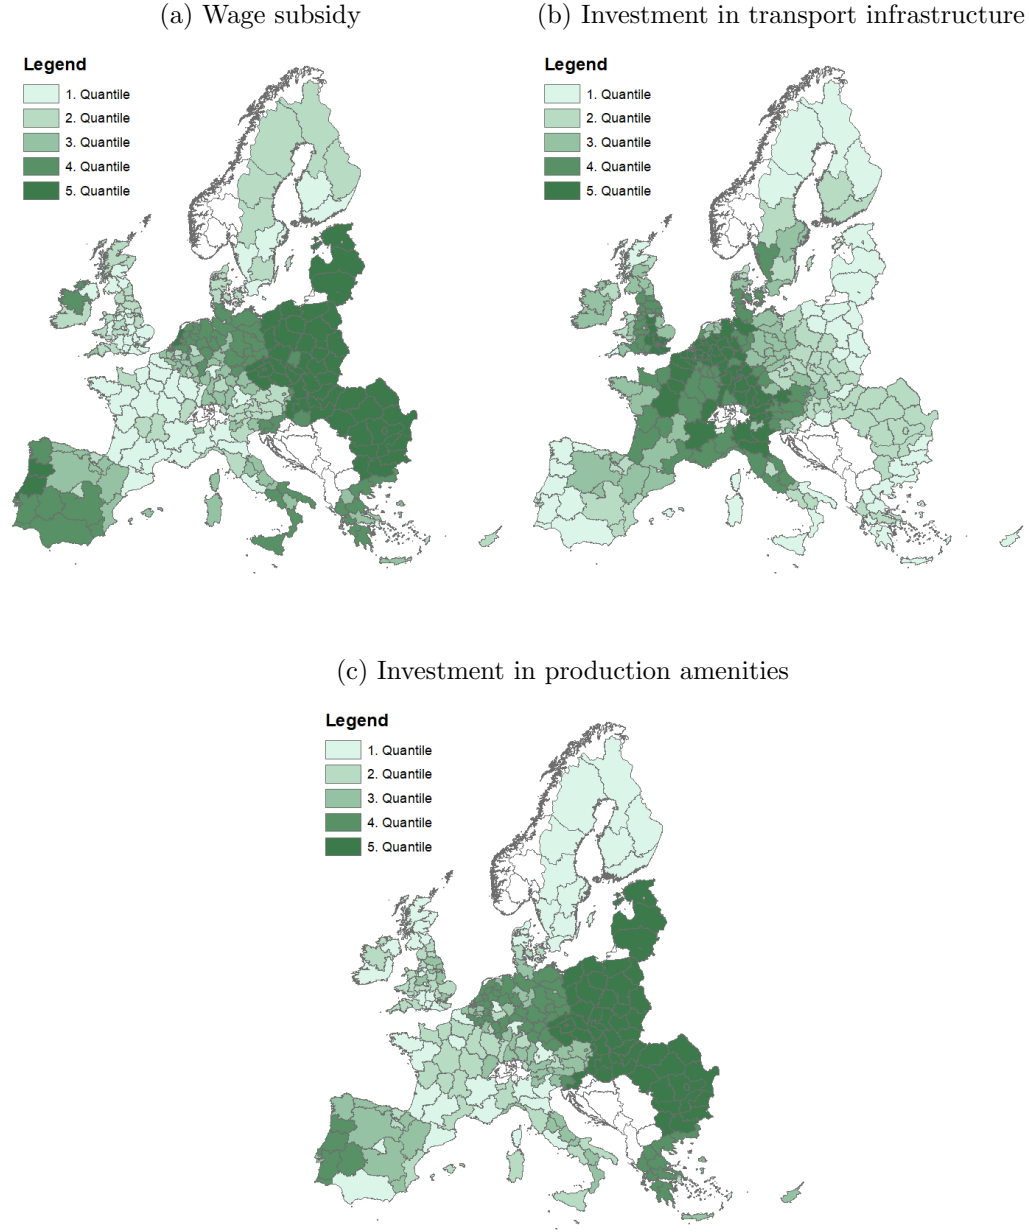 (a) Wage subsidy
Legend
1. Quantile
2. Quantile
3. Quantile
4. Quantile
5. Quantile
(b) Investment in transport infrastructure
Legend
1. Quantile
2. Quantile
3. Quantile
4. Quantile
5. Quantile
(c) Investment in production amenities
Legend
1. Quantile
2. Quantile
3. Quantile
4. Quantile
5. Quantile